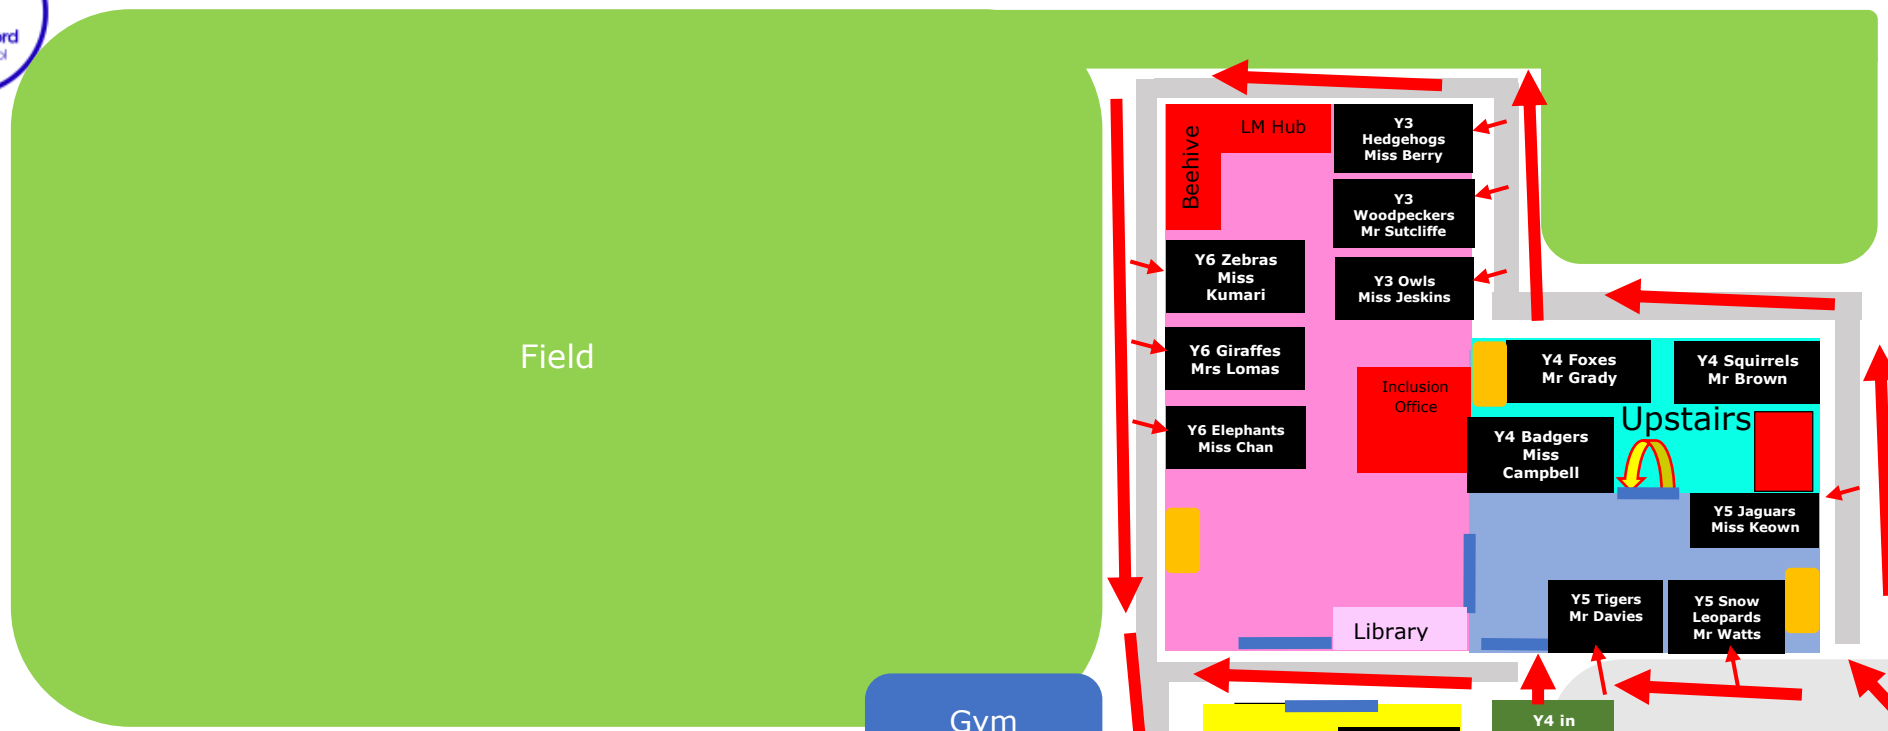 LM Hub
Beehive
Y3
Hedgehogs
Miss Berry
Y3
Woodpeckers
Mr Sutcliffe
Y6 Zebras
Miss
Kumari
Y3 Owls
Miss Jeskins
Field
Y6 Giraffes
Mrs Lomas
Inclusion
Office
Y4 Foxes
Mr Grady
Y4 Squirrels
Mr Brown
Upstairs
Y6 Elephants
Miss Chan
Y4 Badgers
Miss
Campbell
Y5 Jaguars
Miss Keown
Y5 Tigers
Mr Davies
Y5 Snow
Leopards
Mr Watts
Library
Gym
Y4 in